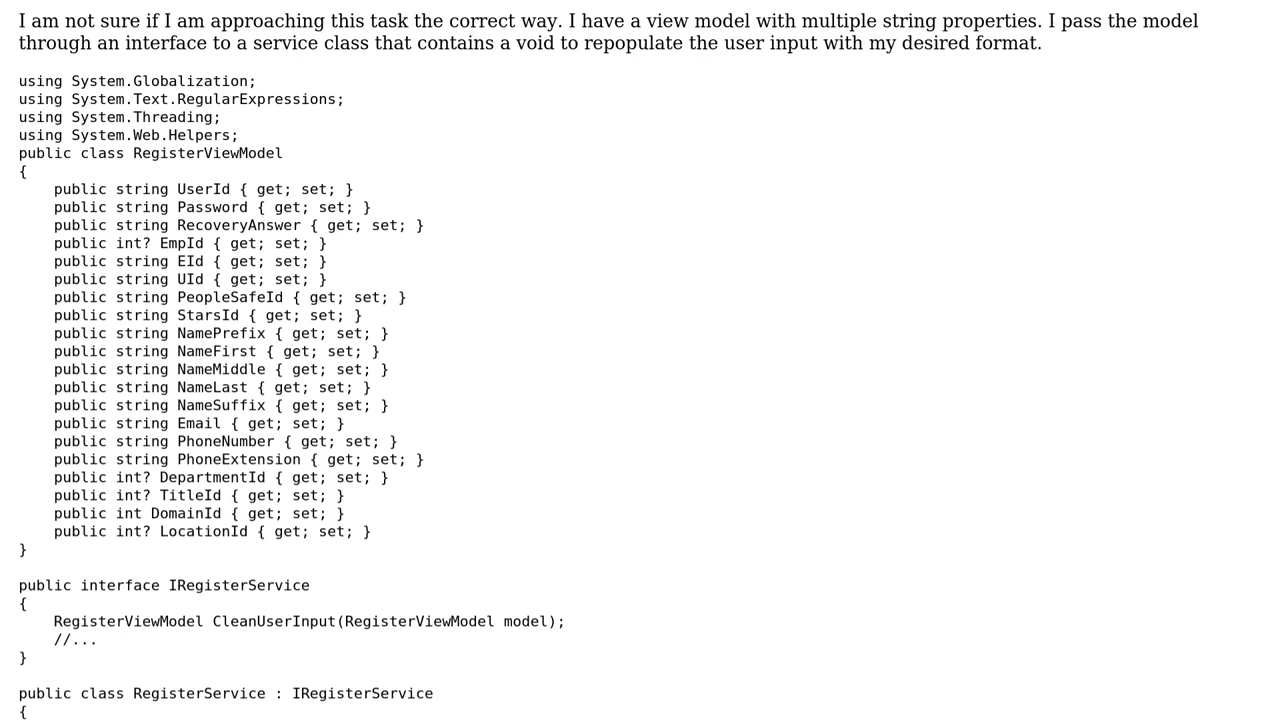 I am not sure if I am approaching this task the correct way. I have a view model with multiple string properties. I pass the model
through an interface to a service class that contains a void to repopulate the user input with my desired format.
using System.Globalization;
using System.Text.RegularExpressions;
using System.Threading;
using System.Web.Helpers;
public class RegisterViewModel
{
    public string UserId { get; set; }
    public string Password { get; set; }
    public string RecoveryAnswer { get; set; }
    public int? EmpId { get; set; }
    public string EId { get; set; }
    public string UId { get; set; }
    public string PeopleSafeId { get; set; }
    public string StarsId { get; set; }
    public string NamePrefix { get; set; }
    public string NameFirst { get; set; }
    public string NameMiddle { get; set; }
    public string NameLast { get; set; }
    public string NameSuffix { get; set; }
    public string Email { get; set; }
    public string PhoneNumber { get; set; }
    public string PhoneExtension { get; set; }
    public int? DepartmentId { get; set; }
    public int? TitleId { get; set; }
    public int DomainId { get; set; }
    public int? LocationId { get; set; }
}
public interface IRegisterService
{
    RegisterViewModel CleanUserInput(RegisterViewModel model);
    //...
}
public class RegisterService : IRegisterService
{